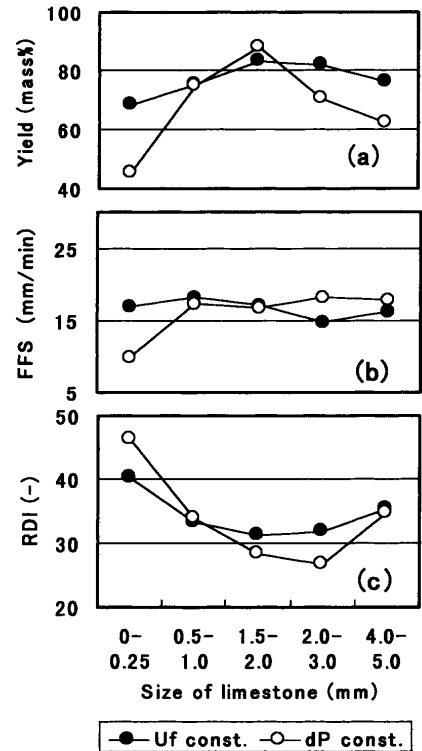 100
80
60
40
Yield (mass%)
(a)
25
15
5
FFS (mm/min)
(b)
50
40
30
20
RDI (-)
(c)
0- 0.5- 1.5- 2.0- 4.0-
0.25 1.0 2.0 3.0 5.0
Size of limestone (mm)
Uf const. dP const.